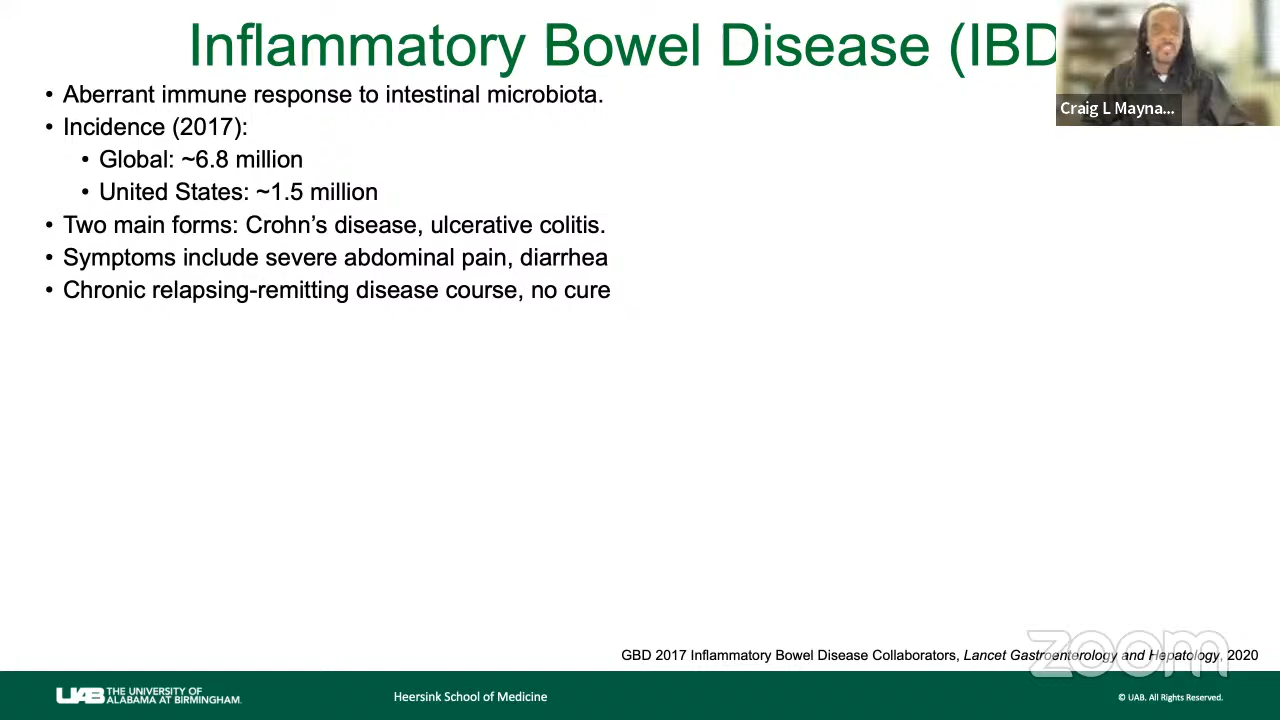 Inflammatory Bowel Disease (IBD
• Aberrant immune response to intestinal microbiota.
• Incidence (2017):
• Global: ~6.8 million
• United States: ~1.5 million
• Two main forms: Crohn’s disease, ulcerative colitis.
• Symptoms include severe abdominal pain, diarrhea
• Chronic relapsing-remitting disease course, no cure
Craig L Mayna...
GBD 2017 Inflammatory Bowel Disease Collaborators, Lancet Gastroenterology and Hepatology, 2020
zoom
UAB THE UNIVERSITY OF
ALABAMA AT BIRMINGHAM.
Heersink School of Medicine
© UAB. All Rights Reserved.